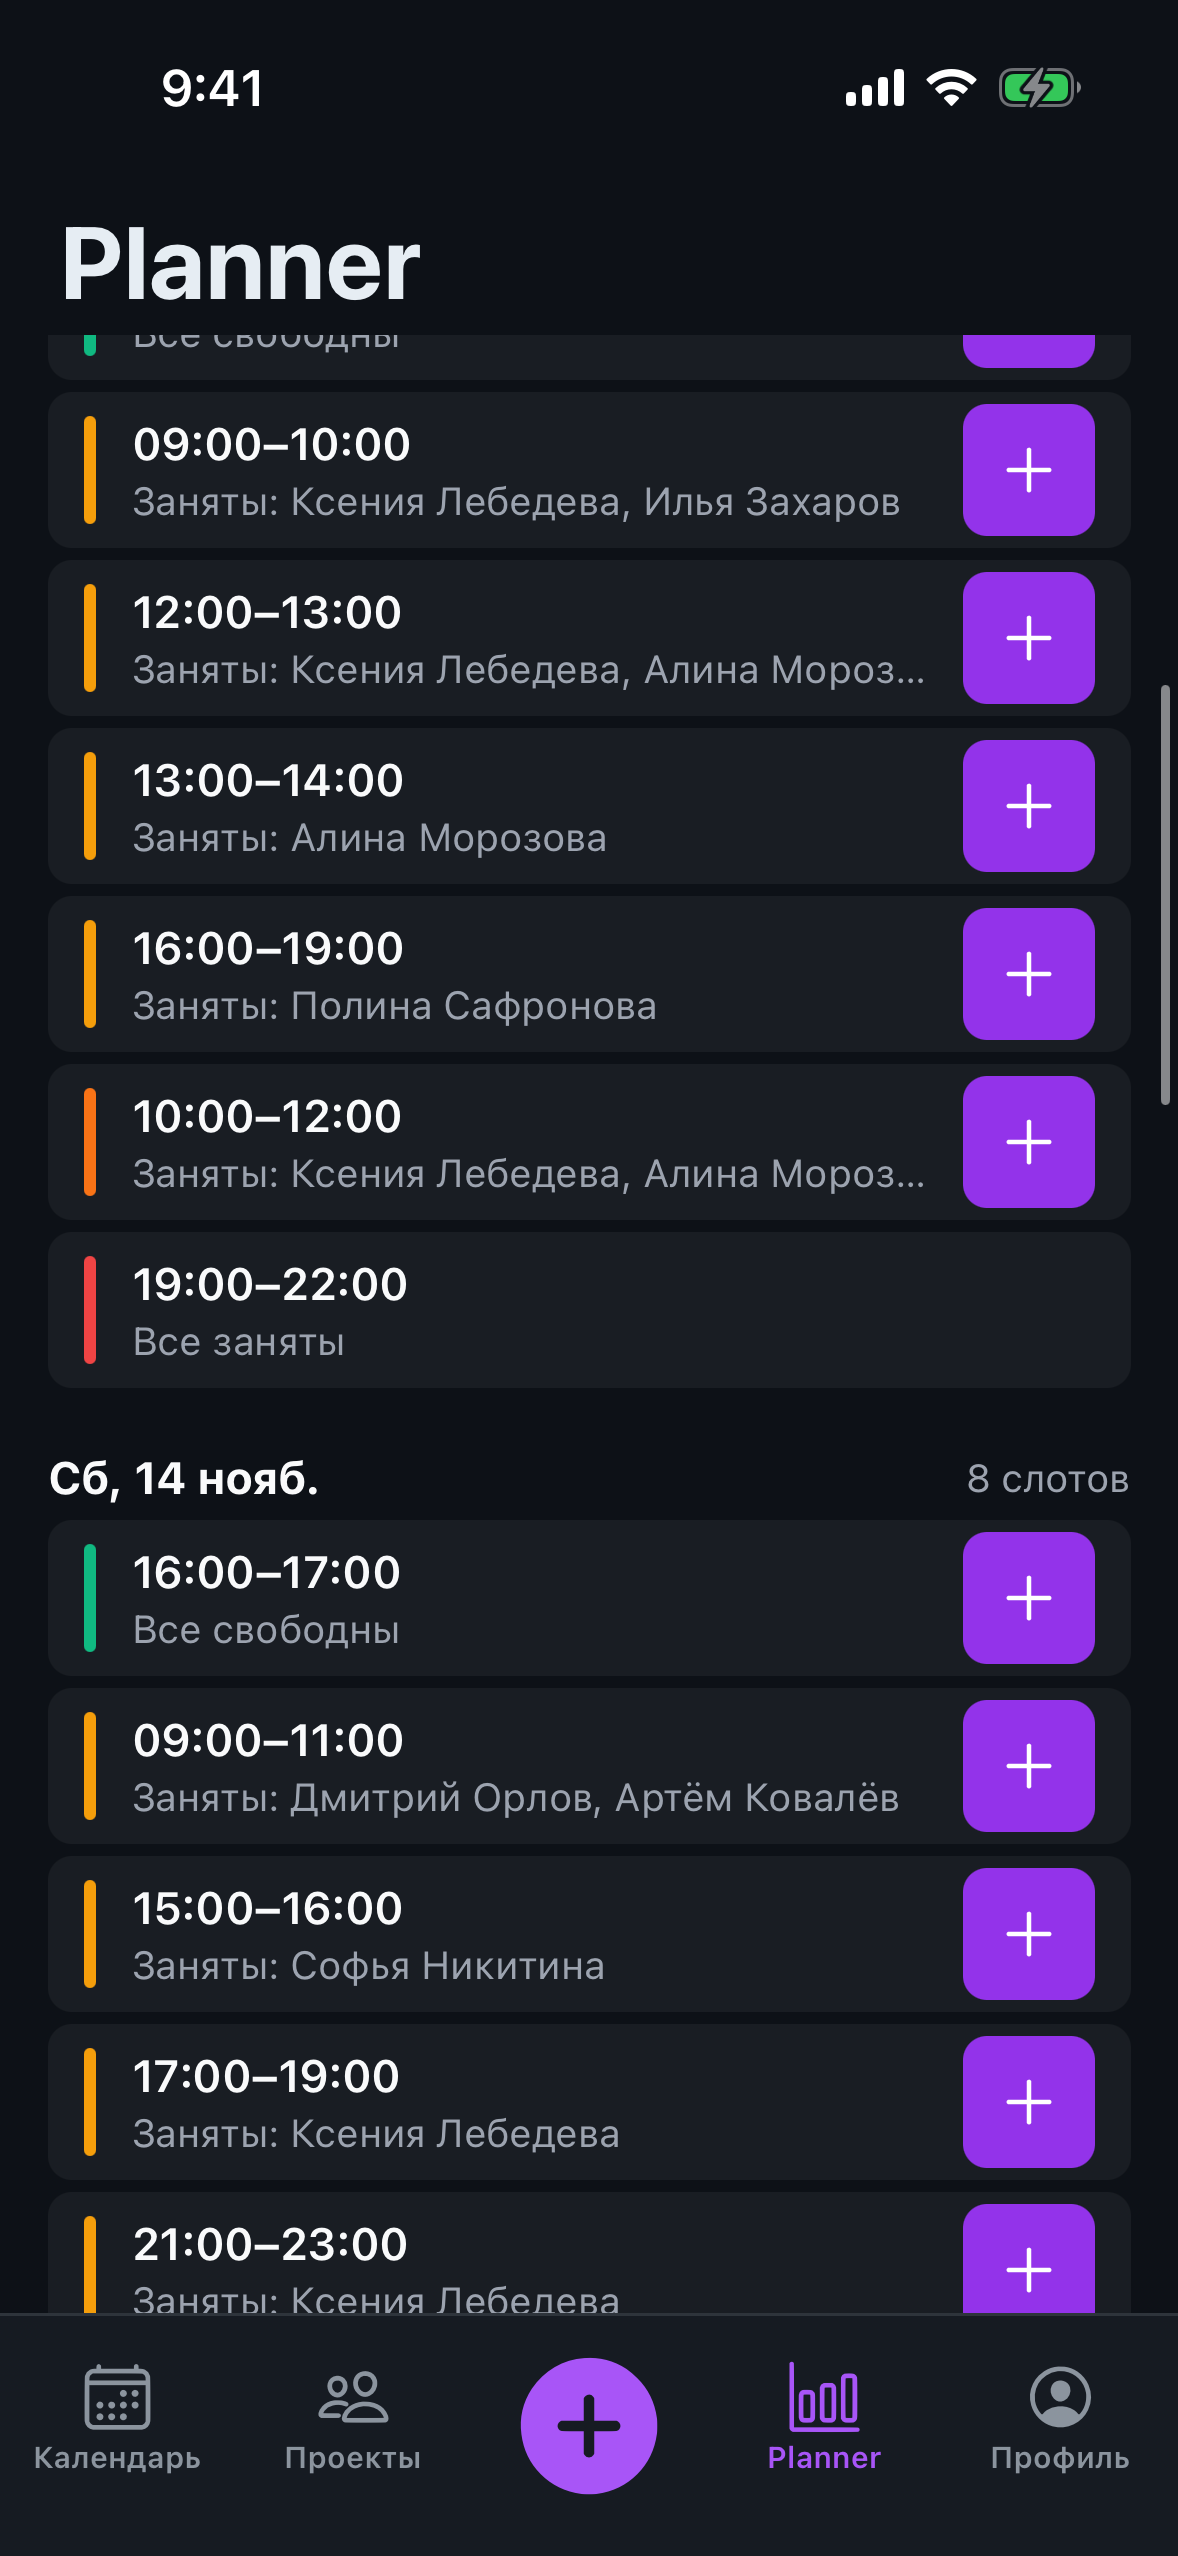 9:41
Planner
Все свободны
09:00–10:00
Заняты: Ксения Лебедева, Илья Захаров
12:00–13:00
Заняты: Ксения Лебедева, Алина Мороз...
13:00–14:00
Заняты: Алина Морозова
16:00–19:00
Заняты: Полина Сафронова
10:00–12:00
Заняты: Ксения Лебедева, Алина Мороз...
19:00–22:00
Все заняты
Сб, 14 нояб.
8 слотов
16:00–17:00
Все свободны
09:00–11:00
Заняты: Дмитрий Орлов, Артём Ковалёв
15:00–16:00
Заняты: Софья Никитина
17:00–19:00
Заняты: Ксения Лебедева
21:00–23:00
Заняты: Ксения Лебедева
Календарь
Проекты
Planner
Профиль